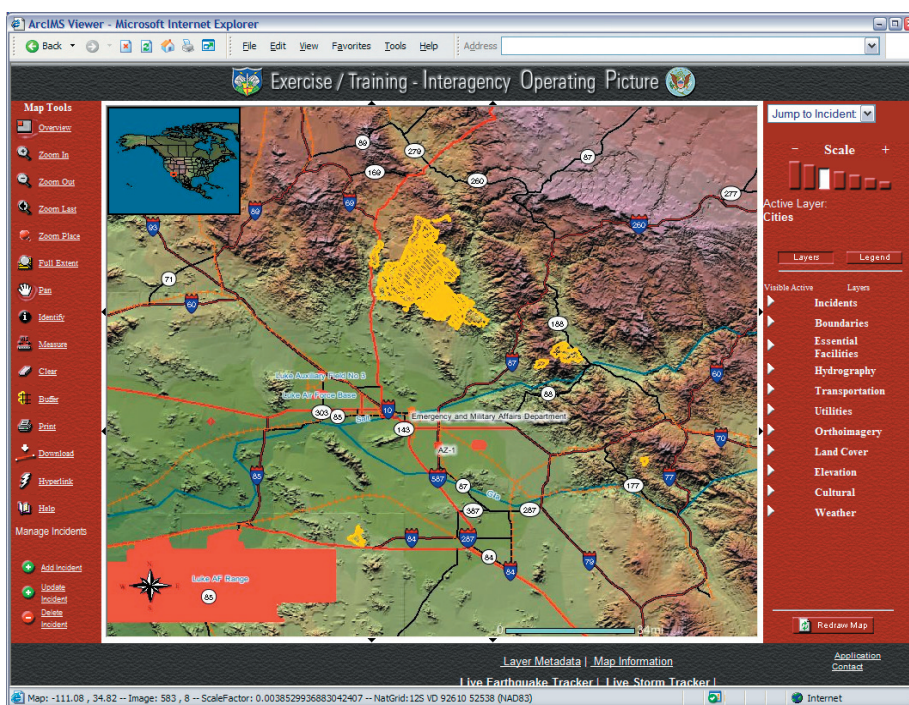 ArcIMS Viewer - Microsoft Internet Explorer
Back File Edit View Favorites Tools Help Address
Exercise / Training - Interagency Operating Picture
Map Tools
Overview
Zoom In
Zoom Out
Zoom Last
Zoom Place
Full Extent
Pan
Identify
Measure
Clear
Buffer
Print
Download
Hyperlink
Help
Manage Incidents
Add Incident
Update
Incident
Delete
Incident
89
279
87
169
260
277
69
89
93
260
71
60
188
87
60
88
Luke Auxiliary Field No 3
Luke Air Force Base
303
85
Salt
10
Emergency and Military Affairs Department
143
70
AZ-1
85
587
77
87
Gila
177
387
287
84
287
84
79
84
Luke AF Range
85
0 34mi
Jump to Incident
- Scale +
Active Layer:
Cities
Layers Legend
Visible Active Layers
Incidents
Boundaries
Essential
Facilities
Hydrography
Transportation
Utilities
Orthoimagery
Land Cover
Elevation
Cultural
Weather
Redraw Map
Layer Metadata | Map Information
Application
Contact
Live Earthquake Tracker | Live Storm Tracker |
Map: -111.08 , 34.82 -- Image: 583 , 8 -- ScaleFactor: 0.0038529936883042407 -- NatGrid:12S VD 92610 52538 (NAD83)
Internet